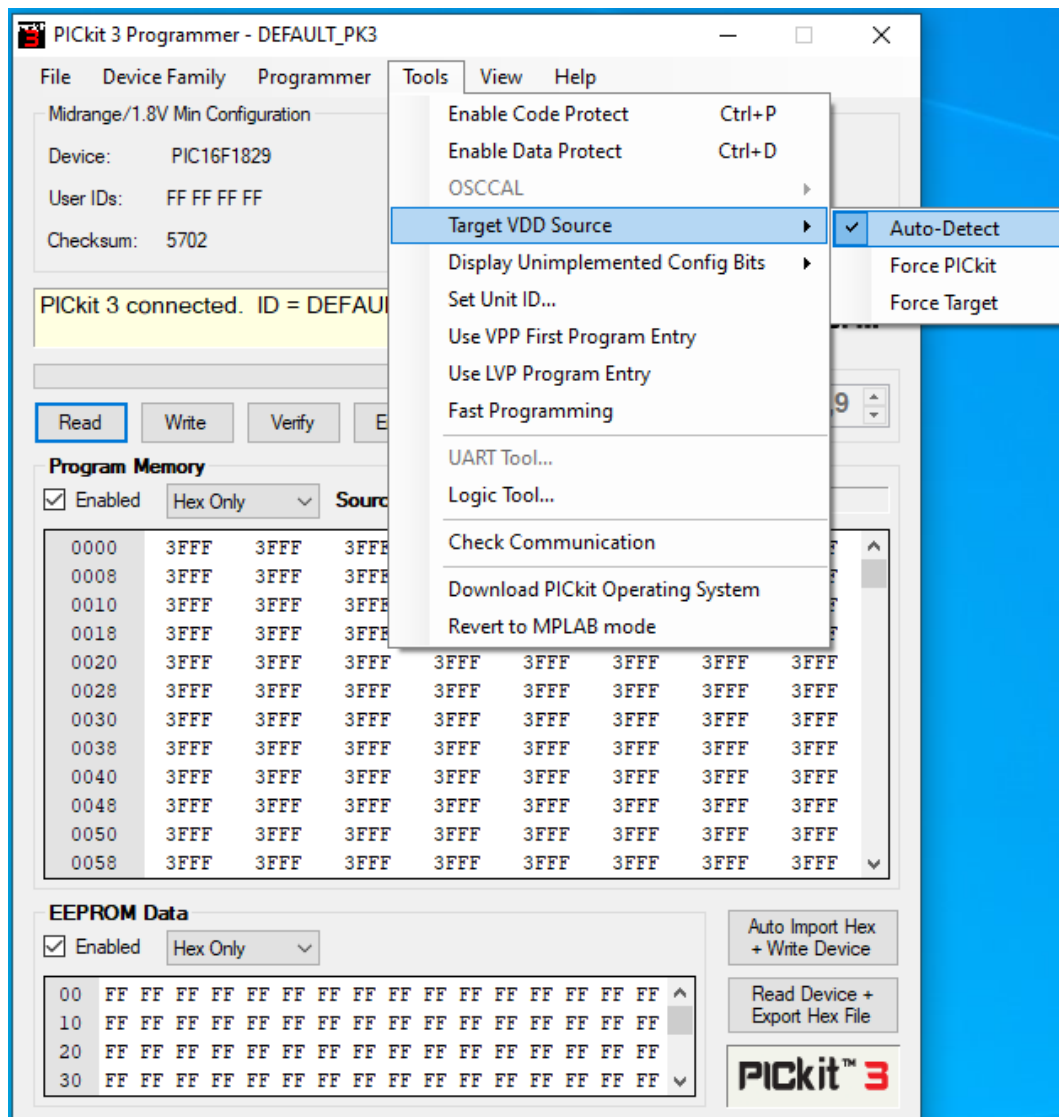 PICkit 3 Programmer - DEFAULT_PK3
File Device Family Programmer Tools View Help
Midrange/1.8V Min Configuration
Device: PIC16F1829
User IDs: FF FF FF FF
Checksum: 5702
PICkit 3 connected. ID = DEFAU
Enable Code Protect Ctrl+P
Enable Data Protect Ctrl+D
OSCCAL
Target VDD Source
Display Unimplemented Config Bits
Set Unit ID...
Use VPP First Program Entry
Use LVP Program Entry
Fast Programming
UART Tool...
Logic Tool...
Check Communication
Download PICkit Operating System
Revert to MPLAB mode
Auto-Detect
Force PICkit
Force Target
Read Write Verify E
9
Program Memory
Enabled Hex Only Sourc
0000 3FFF 3FFF 3FFF
0008 3FFF 3FFF 3FFF
0010 3FFF 3FFF 3FFF
0018 3FFF 3FFF 3FFF
0020 3FFF 3FFF 3FFF 3FFF 3FFF 3FFF 3FFF 3FFF
0028 3FFF 3FFF 3FFF 3FFF 3FFF 3FFF 3FFF 3FFF
0030 3FFF 3FFF 3FFF 3FFF 3FFF 3FFF 3FFF 3FFF
0038 3FFF 3FFF 3FFF 3FFF 3FFF 3FFF 3FFF 3FFF
0040 3FFF 3FFF 3FFF 3FFF 3FFF 3FFF 3FFF 3FFF
0048 3FFF 3FFF 3FFF 3FFF 3FFF 3FFF 3FFF 3FFF
0050 3FFF 3FFF 3FFF 3FFF 3FFF 3FFF 3FFF 3FFF
0058 3FFF 3FFF 3FFF 3FFF 3FFF 3FFF 3FFF 3FFF
EEPROM Data
Enabled Hex Only
00 FF FF FF FF FF FF FF FF FF FF FF FF FF FF FF FF
10 FF FF FF FF FF FF FF FF FF FF FF FF FF FF FF FF
20 FF FF FF FF FF FF FF FF FF FF FF FF FF FF FF FF
30 FF FF FF FF FF FF FF FF FF FF FF FF FF FF FF FF
Auto Import Hex
+ Write Device
Read Device +
Export Hex File
PICkit™ 3